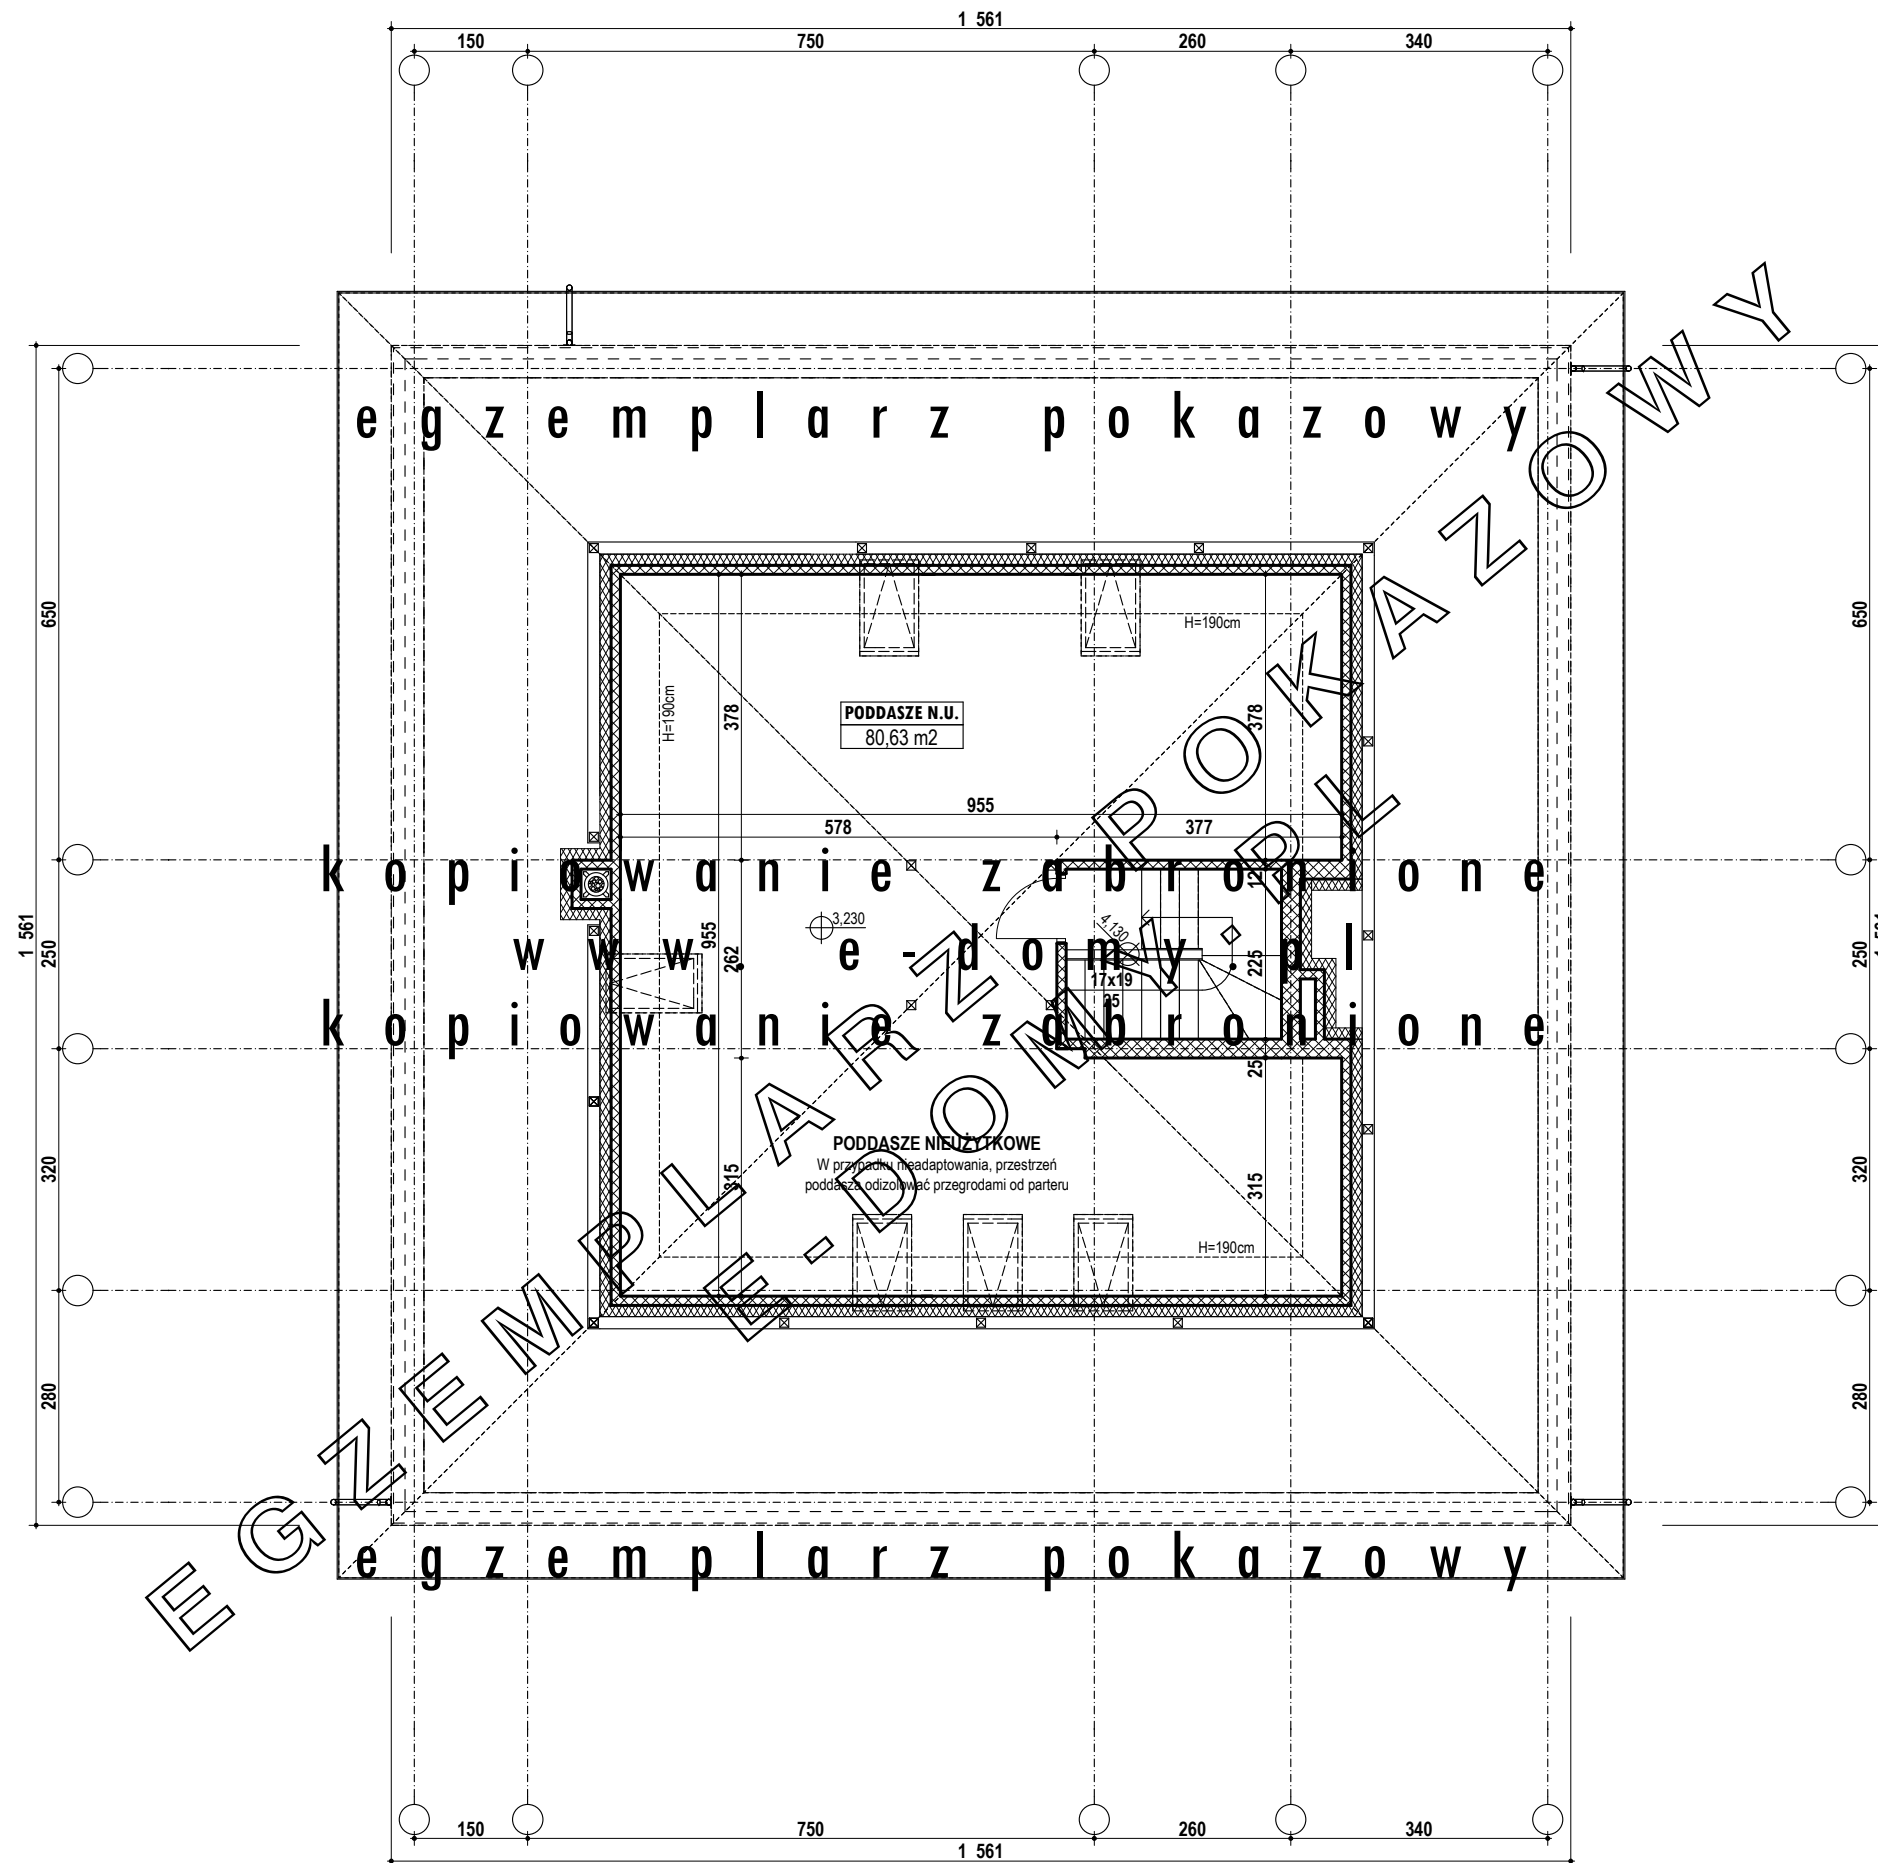 1 561
150 750 260 340
egzemplarz pokazowy
EGZEMPLARZ POKAZOWY
E-DOMY.PL
650
650
H=190cm
H=190cm
378
378
PODDASZE N.U.
80,63 m2
955
578 377
kopiowanie zabronione
12
3,230
4,130
www e-domy pl
1 561
250
955
262
225
250
17x19
25
kopiowanie zabronione
25
PODDASZE NIEUŻYTKOWE
W przypadku nieadaptowania, przestrzeń
poddasza odizolować przegrodami od parteru
320
315
315
320
H=190cm
280
280
egzemplarz pokazowy
150 750 260 340
1 561